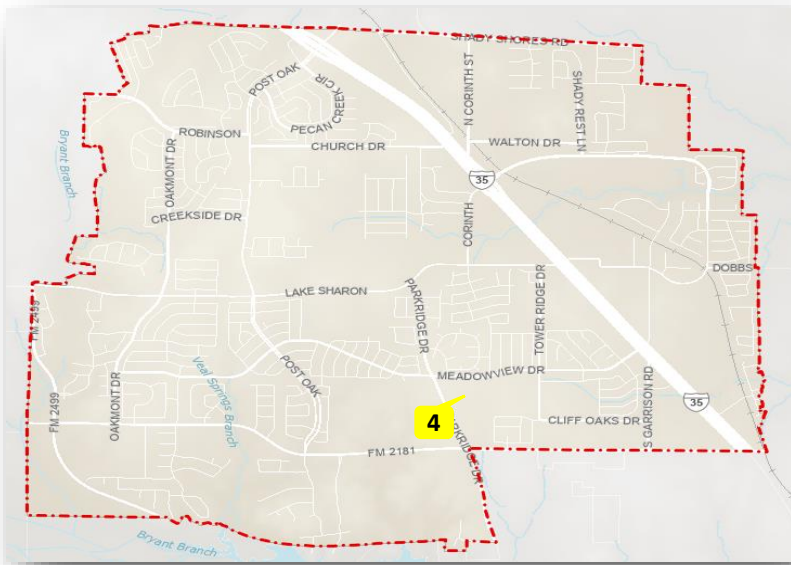 SHADY SHORES RD
POST OAK
PECAN CREEK CIR
N CORINTH ST
SHADY REST LN
ROBINSON
CHURCH DR
WALTON DR
Bryant Branch
OAKMONT DR
35
CREEKSIDE DR
CORINTH
DOBBS
LAKE SHARON
PARKRIDGE DR
TOWER RIDGE DR
FM 2499
Veal Springs Branch
POST OAK
MEADOWVIEW DR
OAKMONT DR
FM 2499
S GARRISON RD
35
4
CLIFF OAKS DR
ARKRIDGE DR
FM 2181
Bryant Branch